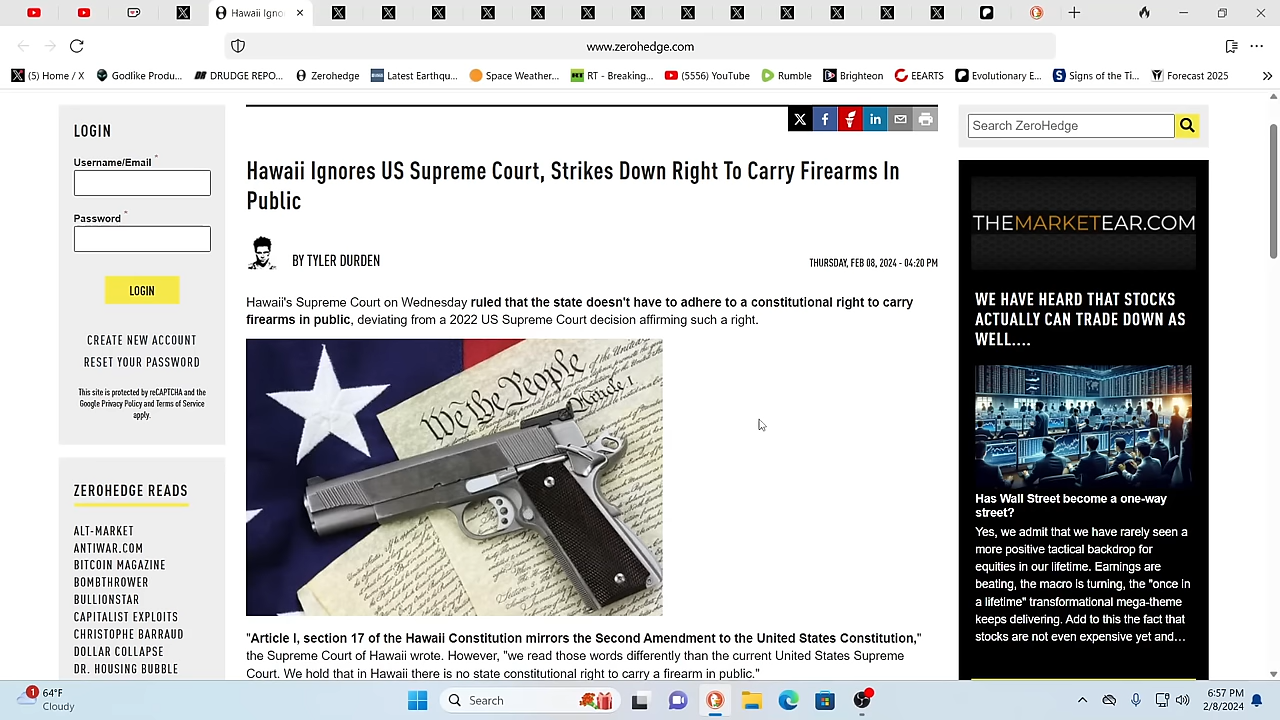 Hawaii Igno
www.zerohedge.com
(5) Home / X
Godlike Produ...
DRUDGE REPO...
Zerohedge
Latest Earthqu...
Space Weather...
RT - Breaking...
(5556) YouTube
Rumble
Brighteon
EEARTS
Evolutionary E...
Signs of the Ti...
Forecast 2025
LOGIN
Username/Email *
Password *
LOGIN
CREATE NEW ACCOUNT
RESET YOUR PASSWORD
This site is protected by reCAPTCHA and the
Google Privacy Policy and Terms of Service
apply.
ZEROHEDGE READS
ALT-MARKET
ANTIWAR.COM
BITCOIN MAGAZINE
BOMBTHROWER
BULLIONSTAR
CAPITALIST EXPLOITS
CHRISTOPHE BARRAUD
DOLLAR COLLAPSE
DR. HOUSING BUBBLE
Hawaii Ignores US Supreme Court, Strikes Down Right To Carry Firearms In
Public
BY TYLER DURDEN
THURSDAY, FEB 08, 2024 - 04:20 PM
Hawaii's Supreme Court on Wednesday ruled that the state doesn't have to adhere to a constitutional right to carry
firearms in public, deviating from a 2022 US Supreme Court decision affirming such a right.
We the People
Article I
"Article I, section 17 of the Hawaii Constitution mirrors the Second Amendment to the United States Constitution,"
the Supreme Court of Hawaii wrote. However, "we read those words differently than the current United States Supreme
Court. We hold that in Hawaii there is no state constitutional right to carry a firearm in public."
Search ZeroHedge
THEMARKETEAR.COM
WE HAVE HEARD THAT STOCKS
ACTUALLY CAN TRADE DOWN AS
WELL....
Has Wall Street become a one-way
street?
Yes, we admit that we have rarely seen a
more positive tactical backdrop for
equities in our lifetime. Earnings are
beating, the macro is turning, the "once in
a lifetime" transformational mega-theme
keeps delivering. Add to this the fact that
stocks are not even expensive yet and...
1
64°F
Cloudy
Search
6:57 PM
2/8/2024